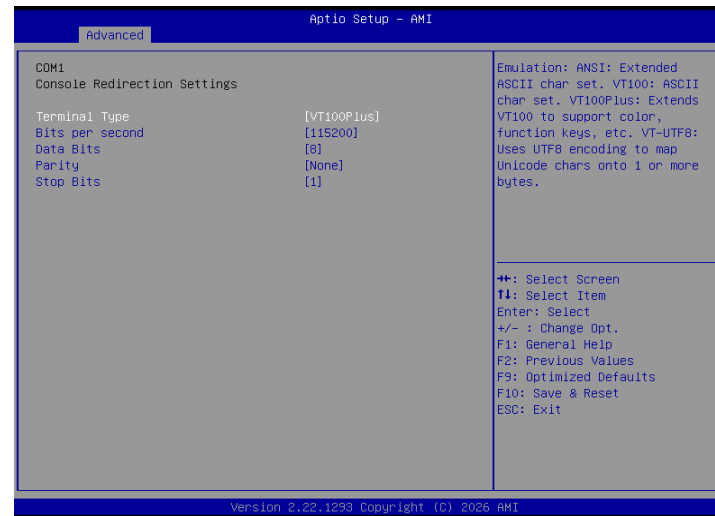 Aptio Setup – AMI
Advanced
COM1
Console Redirection Settings
Terminal Type [VT100Plus]
Bits per second [115200]
Data Bits [8]
Parity [None]
Stop Bits [1]
Emulation: ANSI: Extended
ASCII char set. VT100: ASCII
char set. VT100Plus: Extends
VT100 to support color,
function keys, etc. VT-UTF8:
Uses UTF8 encoding to map
Unicode chars onto 1 or more
bytes.
→←: Select Screen
↑↓: Select Item
Enter: Select
+/- : Change Opt.
F1: General Help
F2: Previous Values
F9: Optimized Defaults
F10: Save & Reset
ESC: Exit
Version 2.22.1293 Copyright (C) 2026 AMI